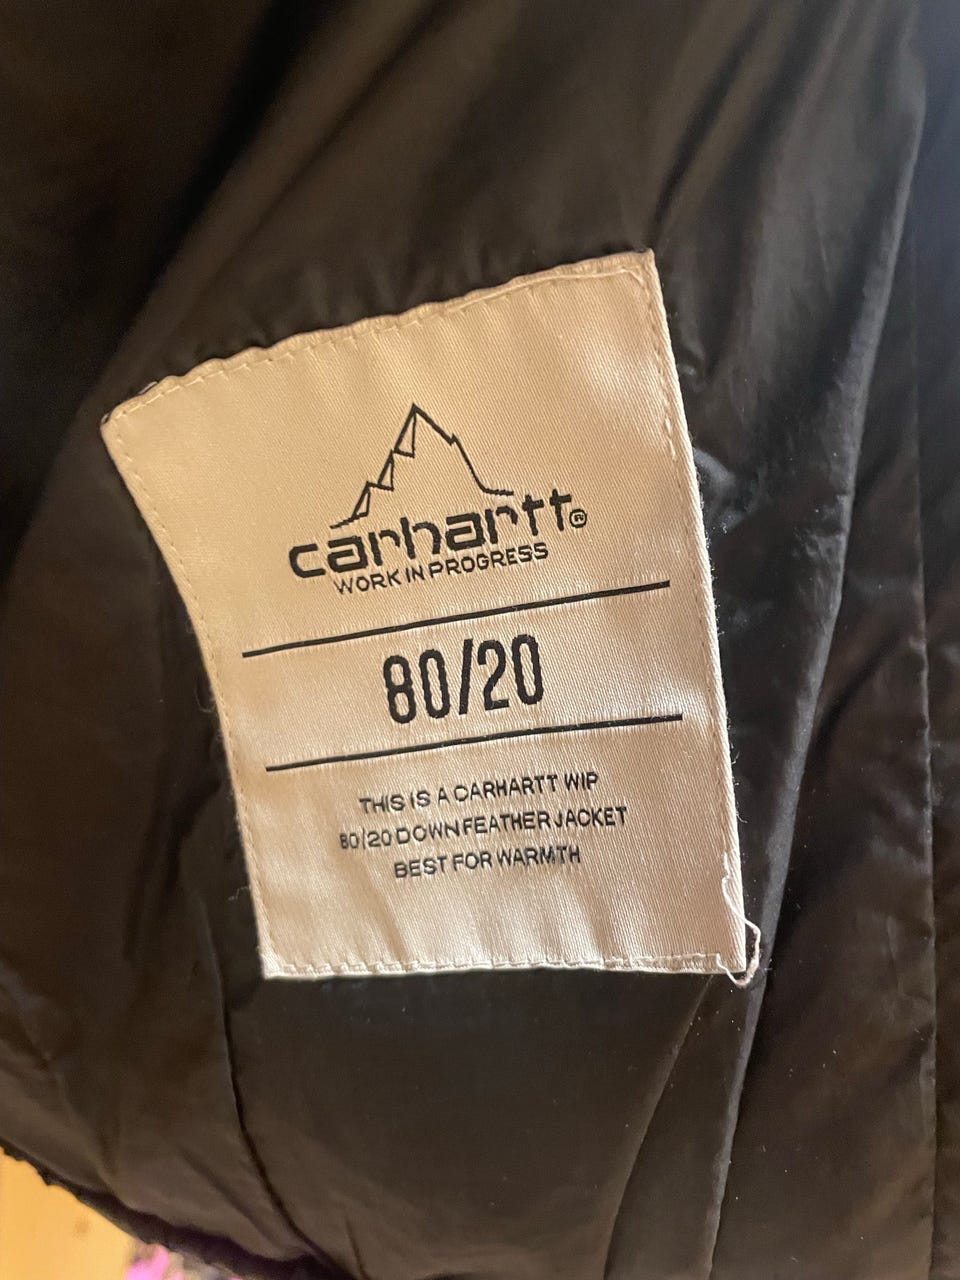 carhartt®
WORK IN PROGRESS
80/20
THIS IS A CARHARTT WIP
80/20 DOWN FEATHER JACKET
BEST FOR WARMTH